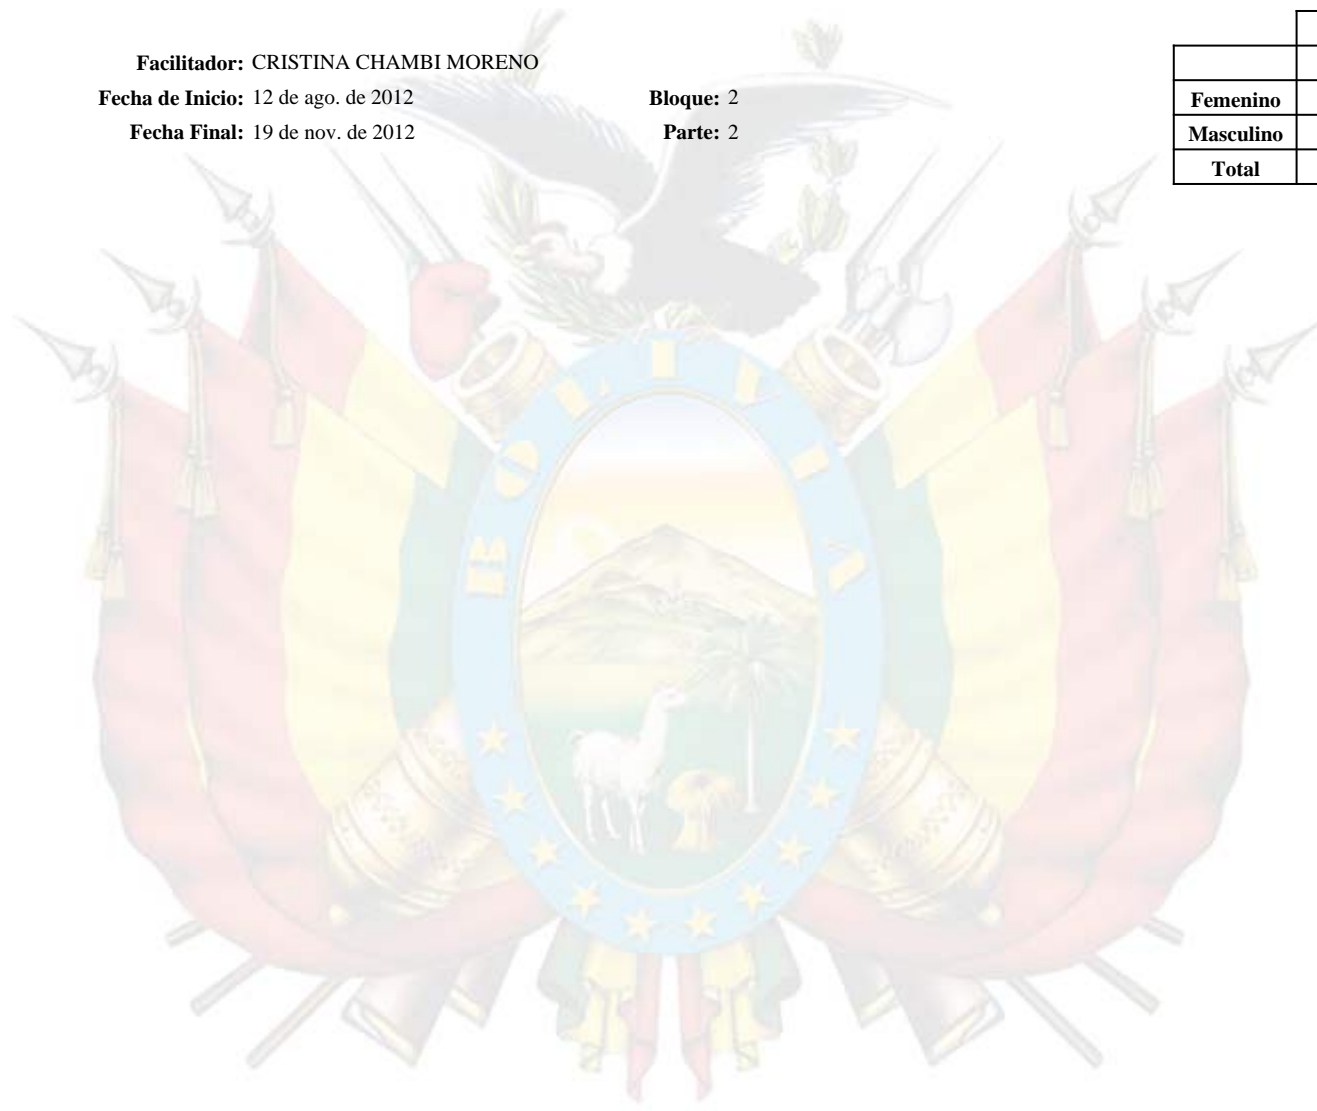 Facilitador: CRISTINA CHAMBI MORENO
Fecha de Inicio: 12 de ago. de 2012 Bloque: 2
Fecha Final: 19 de nov. de 2012 Parte: 2
Femenino
Masculino
Total
BOLIVIA